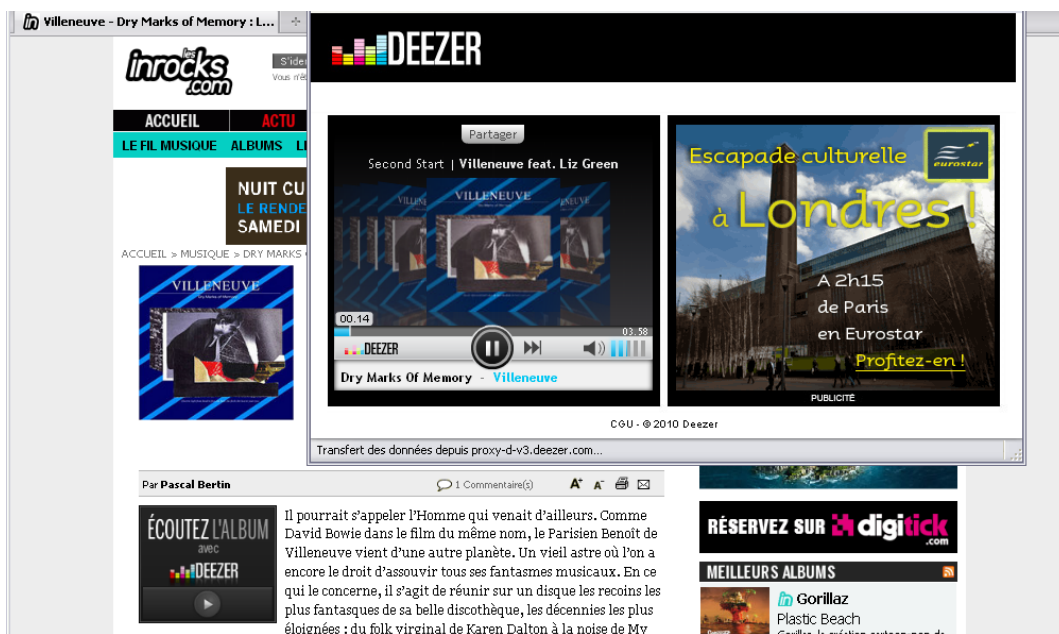 Villeneuve - Dry Marks of Memory : L...
les
inrocks
.com
S'ider
Vous n'êt
ACCUEIL
ACTU
LE FIL MUSIQUE ALBUMS
NUIT CU
LE RENDE
SAMEDI
ACCUEIL > MUSIQUE > DRY MARKS
VILLENEUVE
Dry Marks of Memory
DEEZER
Partager
Second Start | Villeneuve feat. Liz Green
VILLENEUVE
00.14
03.58
DEEZER
Dry Marks Of Memory - Villeneuve
Escapade culturelle
eurostar
à Londres !
A 2h15
de Paris
en Eurostar
Profitez-en !
PUBLICITÉ
CGU - © 2010 Deezer
Transfert des données depuis proxy-d-v3.deezer.com...
Par Pascal Bertin
1 Commentaire(s)
A+ A-
ÉCOUTEZ L'ALBUM
avec
DEEZER
Il pourrait s'appeler l'Homme qui venait d'ailleurs. Comme
David Bowie dans le film du même nom, le Parisien Benoît de
Villeneuve vient d'une autre planète. Un vieil astre où l'on a
encore le droit d'assouvir tous ses fantasmes musicaux. En ce
qui le concerne, il s'agit de réunir sur un disque les recoins les
plus fantasques de sa belle discothèque, les décennies les plus
éloignées : du folk virginal de Karen Dalton à la noise de My
RÉSERVEZ SUR digitick
.com
MEILLEURS ALBUMS
Gorillaz
Plastic Beach